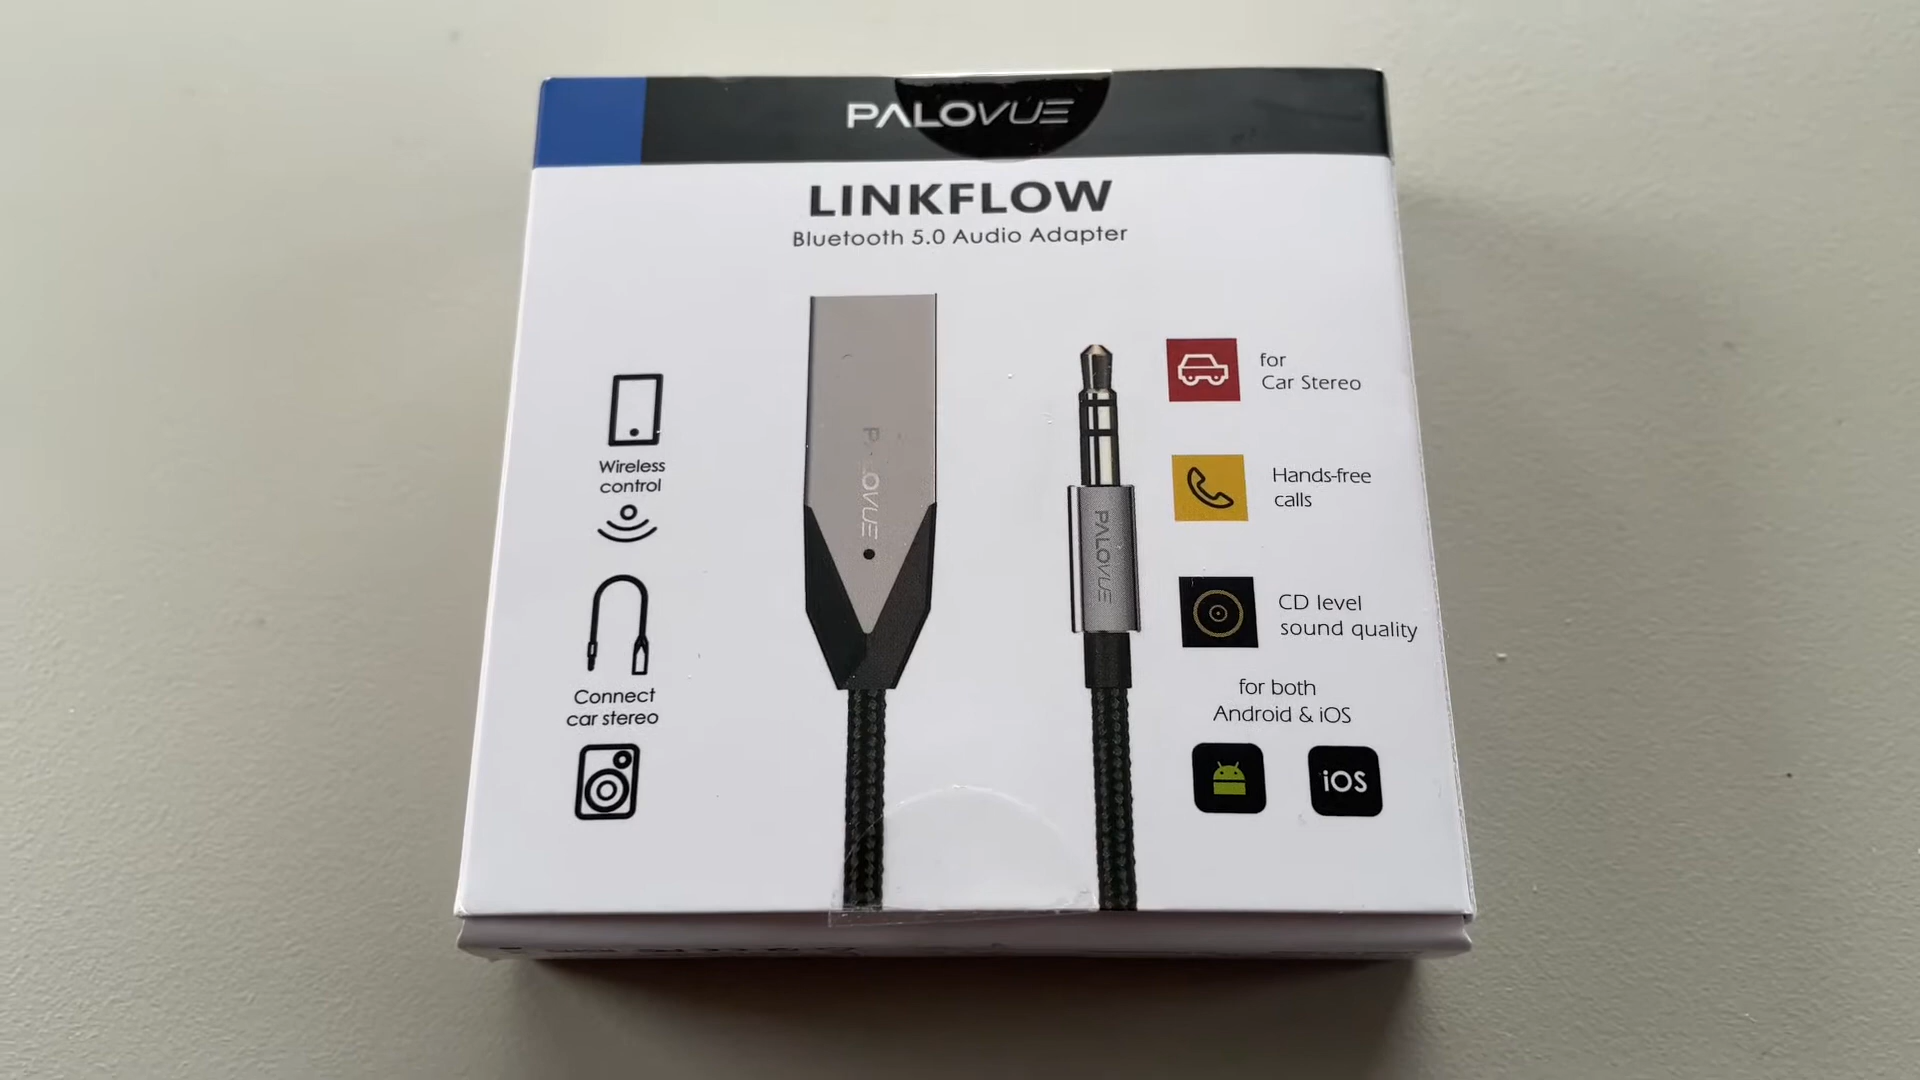 PALOVUE
LINKFLOW
Bluetooth 5.0 Audio Adapter
Wireless
control
Connect
car stereo
PALOVUE
PALOVUE
for
Car Stereo
Hands-free
calls
CD level
sound quality
for both
Android & iOS
iOS